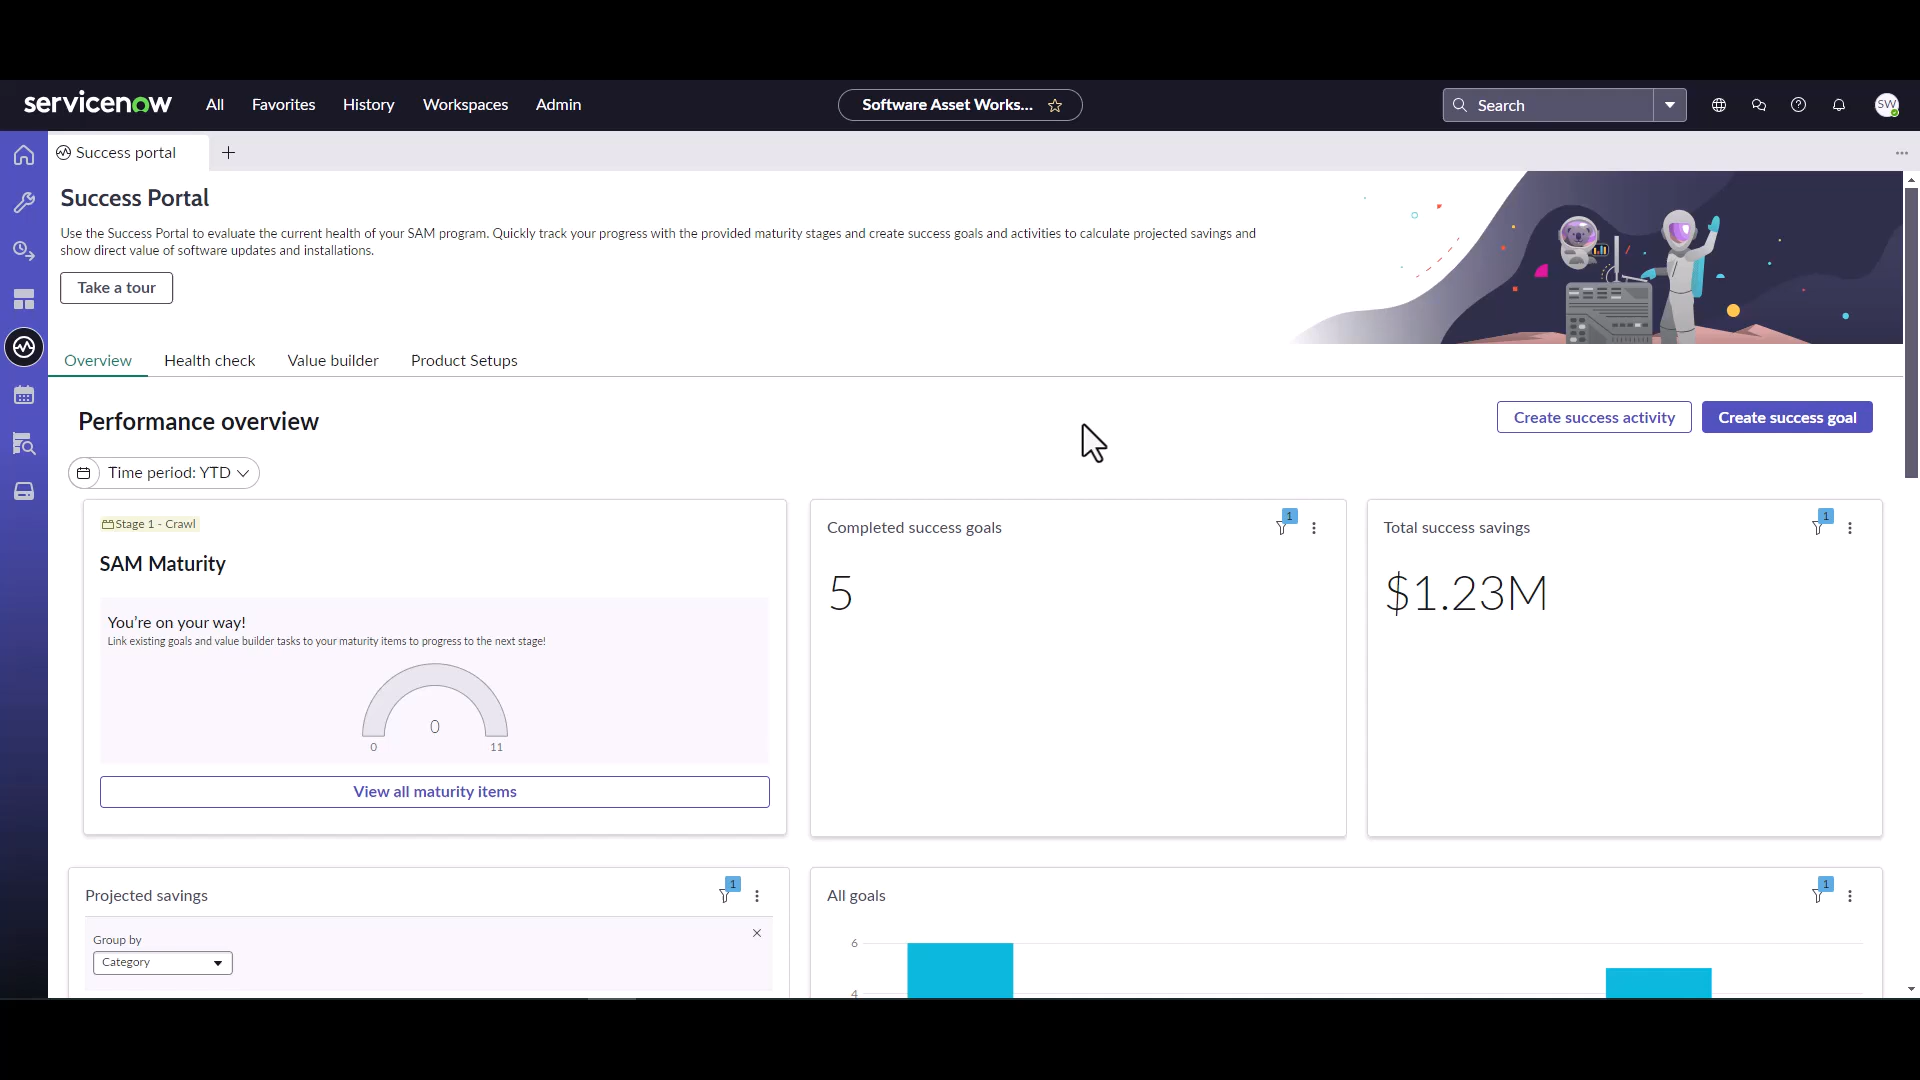 servicenow
All
Favorites
History
Workspaces
Admin
Software Asset Works...
Search
SW
Success portal
Success Portal
Use the Success Portal to evaluate the current health of your SAM program. Quickly track your progress with the provided maturity stages and create success goals and activities to calculate projected savings and
show direct value of software updates and installations.
Take a tour
Overview
Health check
Value builder
Product Setups
Performance overview
Create success activity
Create success goal
Time period: YTD
Stage 1 - Crawl
SAM Maturity
You're on your way!
Link existing goals and value builder tasks to your maturity items to progress to the next stage!
0
0
11
View all maturity items
Completed success goals
1
5
Total success savings
1
$1.23M
Projected savings
1
Group by
Category
All goals
1
6
4